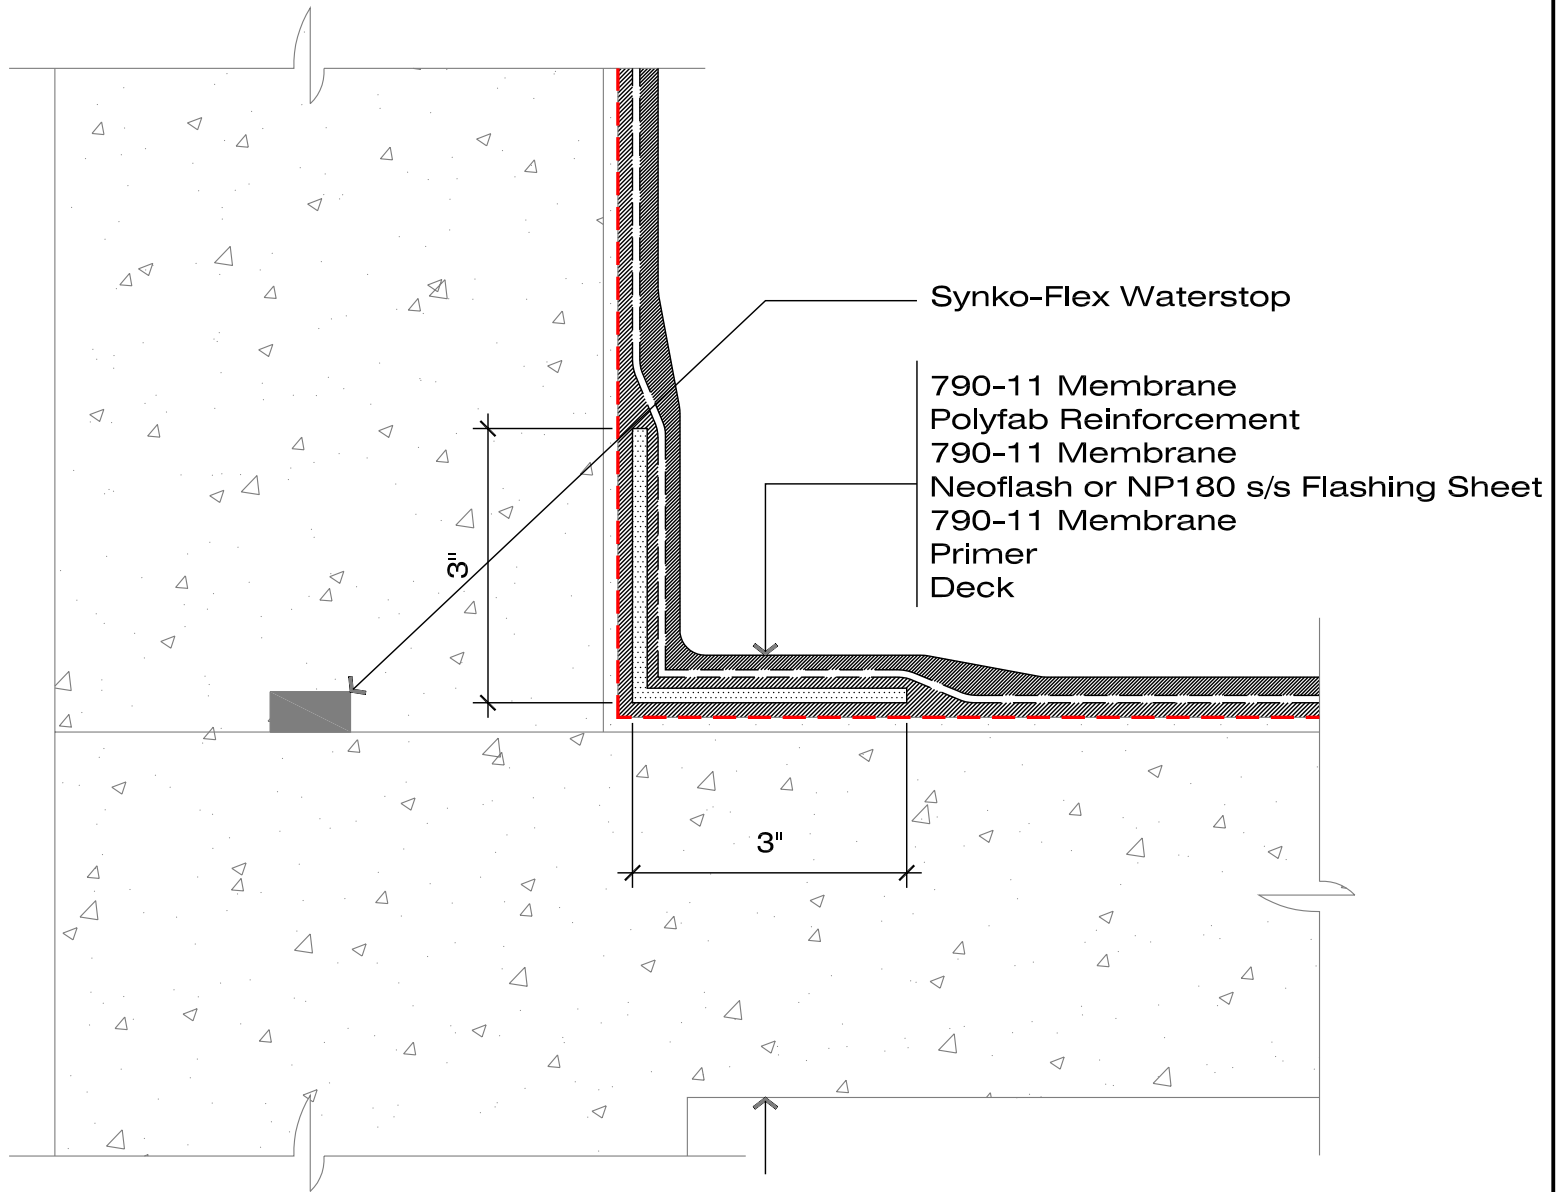 Synko-Flex Waterstop
790-11 Membrane
Polyfab Reinforcement
790-11 Membrane
Neoflash or NP180 s/s Flashing Sheet
790-11 Membrane
Primer
Deck
3"
3"